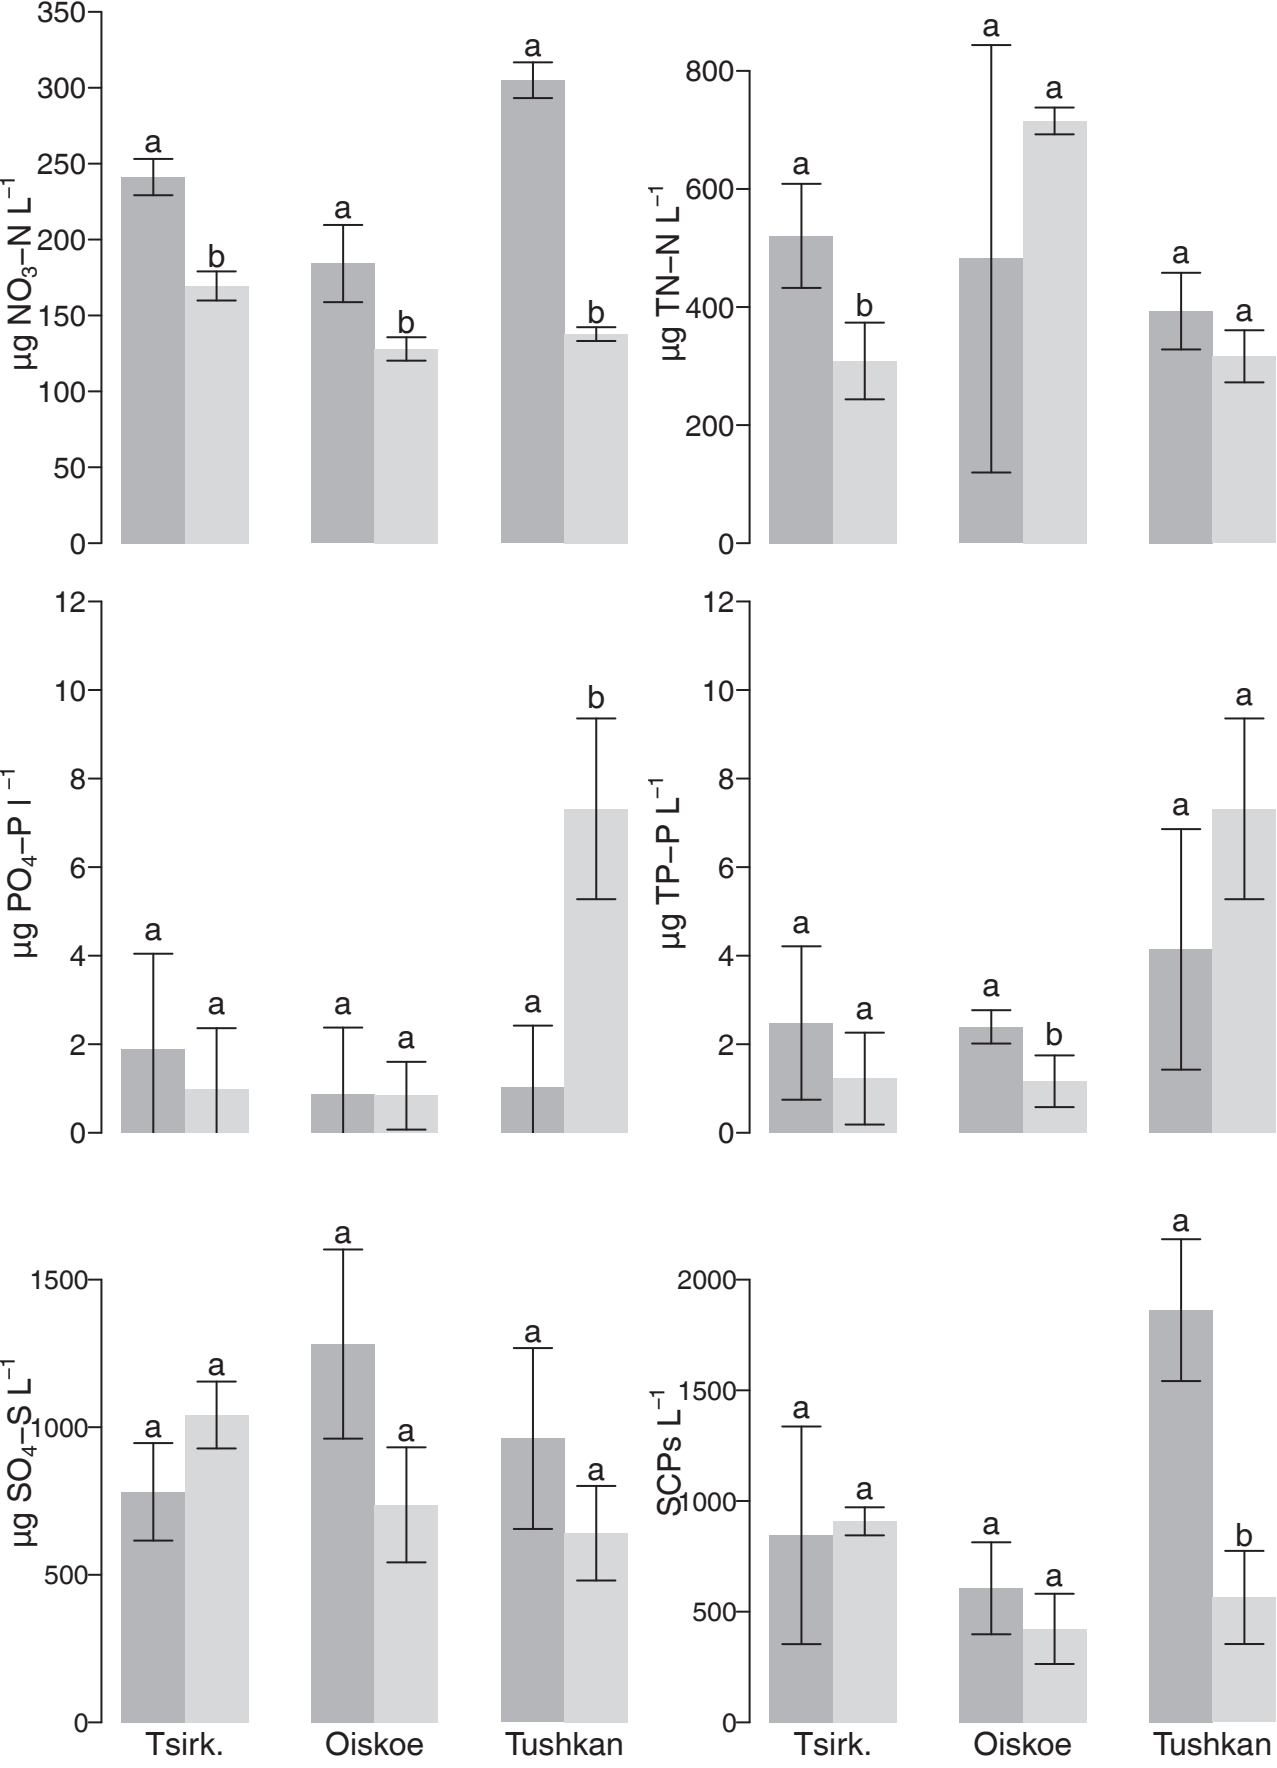 350
300
250
200
150
100
50
0
µg NO₃–N L⁻¹
a
b
a
b
a
b
800
600
400
200
0
µg TN–N L⁻¹
a
b
a
a
a
a
12
10
8
6
4
2
0
µg PO₄–P l⁻¹
a
a
a
a
a
b
12
10
8
6
4
2
0
µg TP–P L⁻¹
a
a
a
b
a
a
1500
1000
500
0
µg SO₄–S L⁻¹
a
a
a
a
a
a
Tsirk. Oiskoe Tushkan
2000
1500
1000
500
0
SCPs L⁻¹
a
a
a
a
a
b
Tsirk. Oiskoe Tushkan